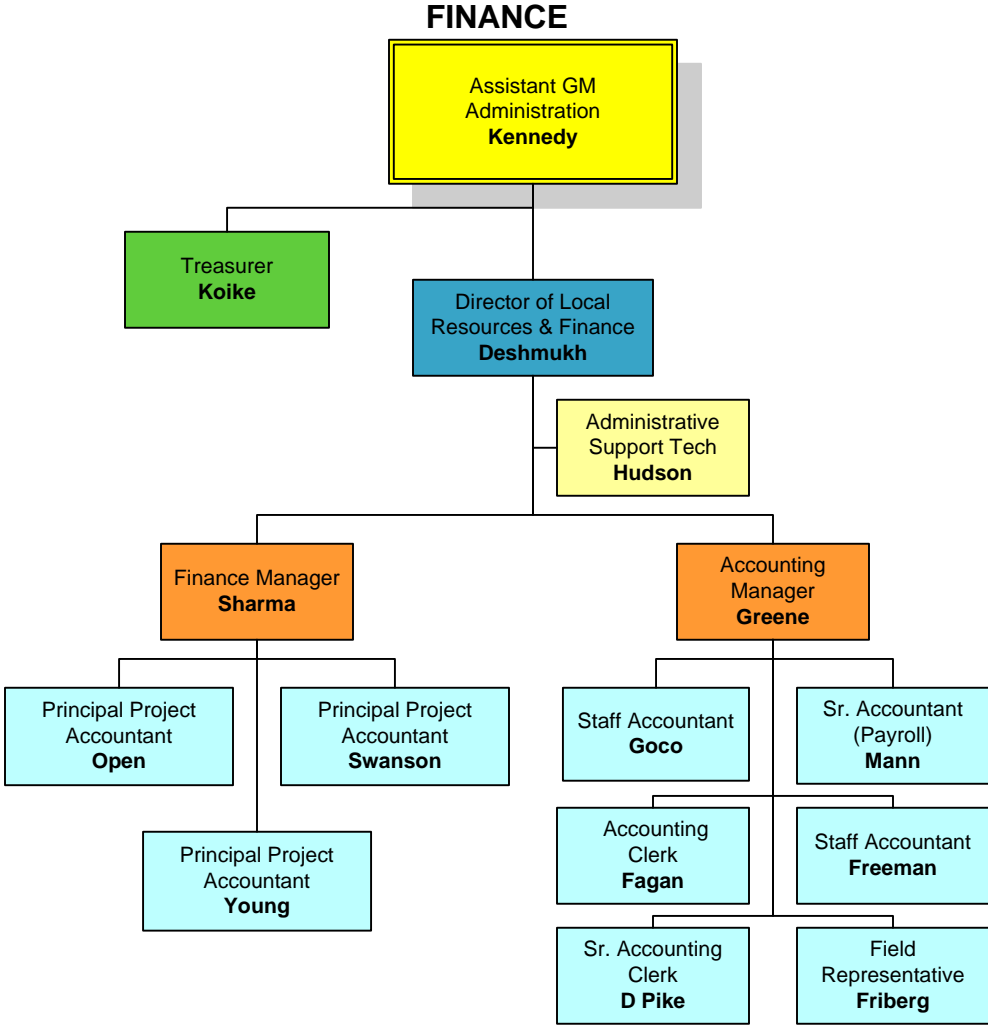 FINANCE
Assistant GM
Administration
Kennedy
Treasurer
Koike
Director of Local
Resources & Finance
Deshmukh
Administrative
Support Tech
Hudson
Finance Manager
Sharma
Accounting
Manager
Greene
Principal Project
Accountant
Open
Principal Project
Accountant
Swanson
Principal Project
Accountant
Young
Staff Accountant
Goco
Sr. Accountant
(Payroll)
Mann
Accounting
Clerk
Fagan
Staff Accountant
Freeman
Sr. Accounting
Clerk
D Pike
Field
Representative
Friberg